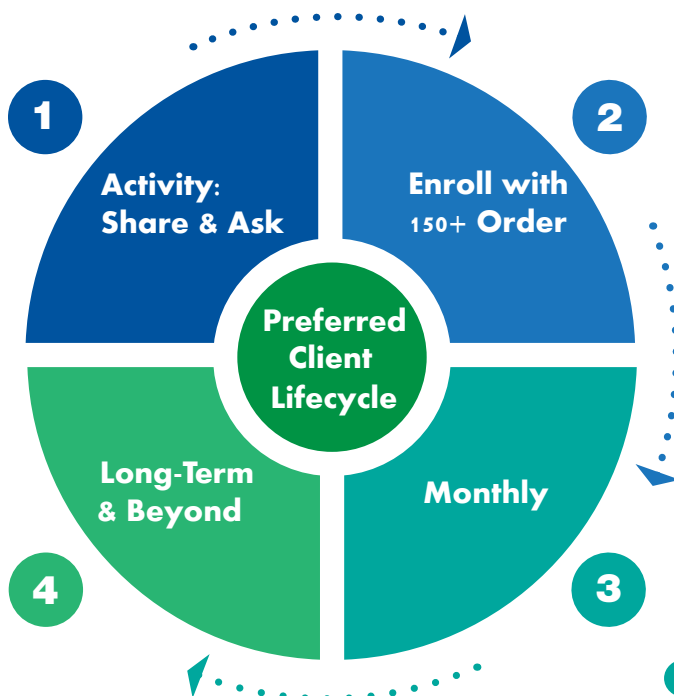 1
2
Activity:
Share & Ask
Enroll with
150+ Order
Preferred
Client
Lifecycle
Long-Term
& Beyond
Monthly
4
3